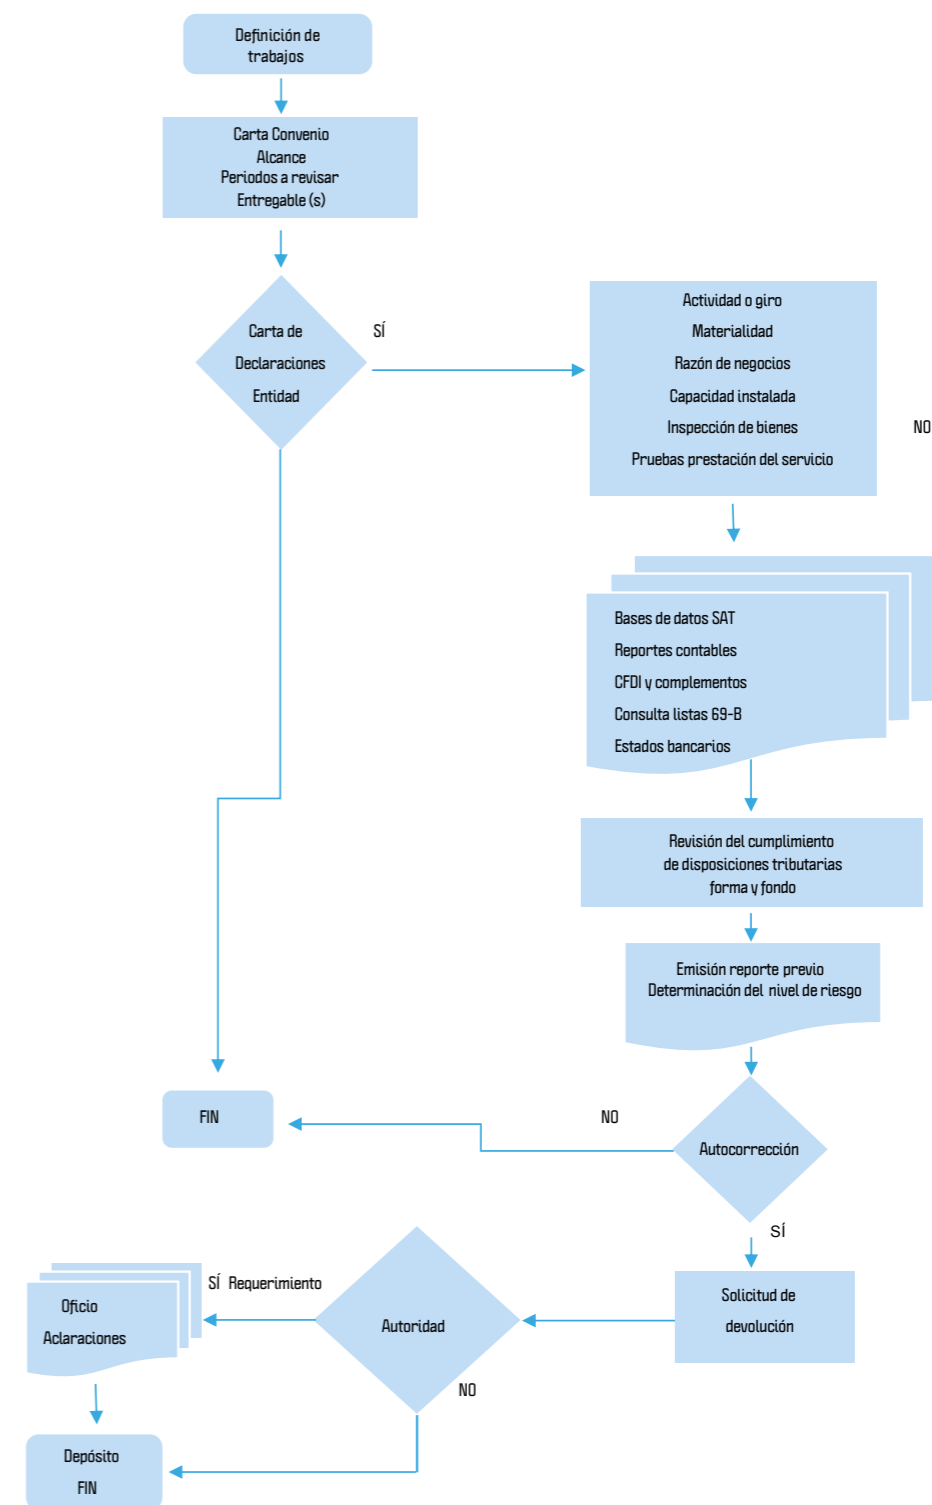 Definición de
trabajos
Carta Convenio
Alcance
Periodos a revisar
Entregable (s)
Carta de
Declaraciones
Entidad
SÍ
Actividad o giro
Materialidad
Razón de negocios
Capacidad instalada
Inspección de bienes
Pruebas prestación del servicio
NO
Bases de datos SAT
Reportes contables
CFDI y complementos
Consulta listas 69-B
Estados bancarios
Revisión del cumplimiento
de disposiciones tributarias
forma y fondo
Emisión reporte previo
Determinación del nivel de riesgo
Autocorrección
NO
FIN
SÍ
Solicitud de
devolución
Autoridad
SÍ Requerimiento
Oficio
Aclaraciones
NO
Depósito
FIN